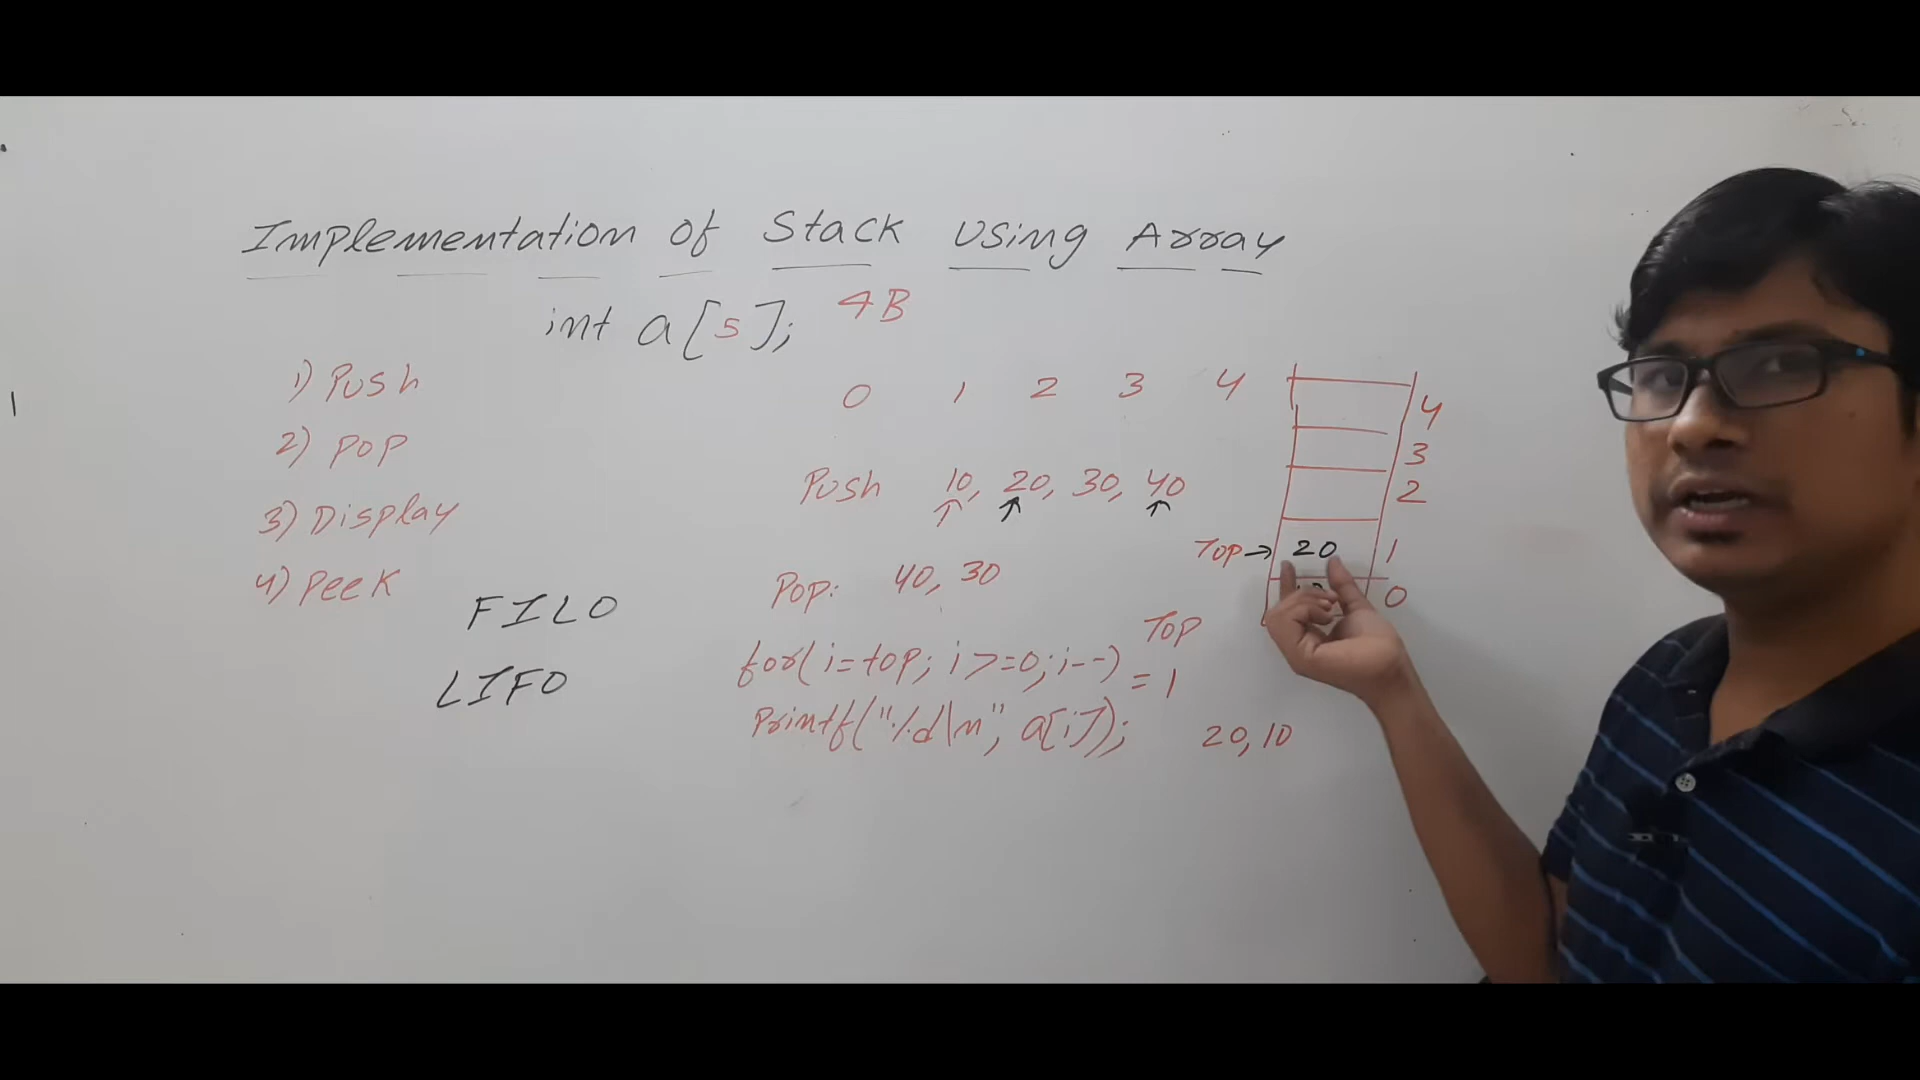 Implementation of Stack Using Array
int a[5]; 4B
1) Push
2) Pop
3) Display
4) Peek
FILO
LIFO
0 1 2 3 4
Push 10, 20, 30, 40
Pop: 40, 30
for(i=top; i>=0; i--)
Printf("%d\n", a[i]);
Top
= 1
20, 10
4
3
2
Top→ 20 1
0